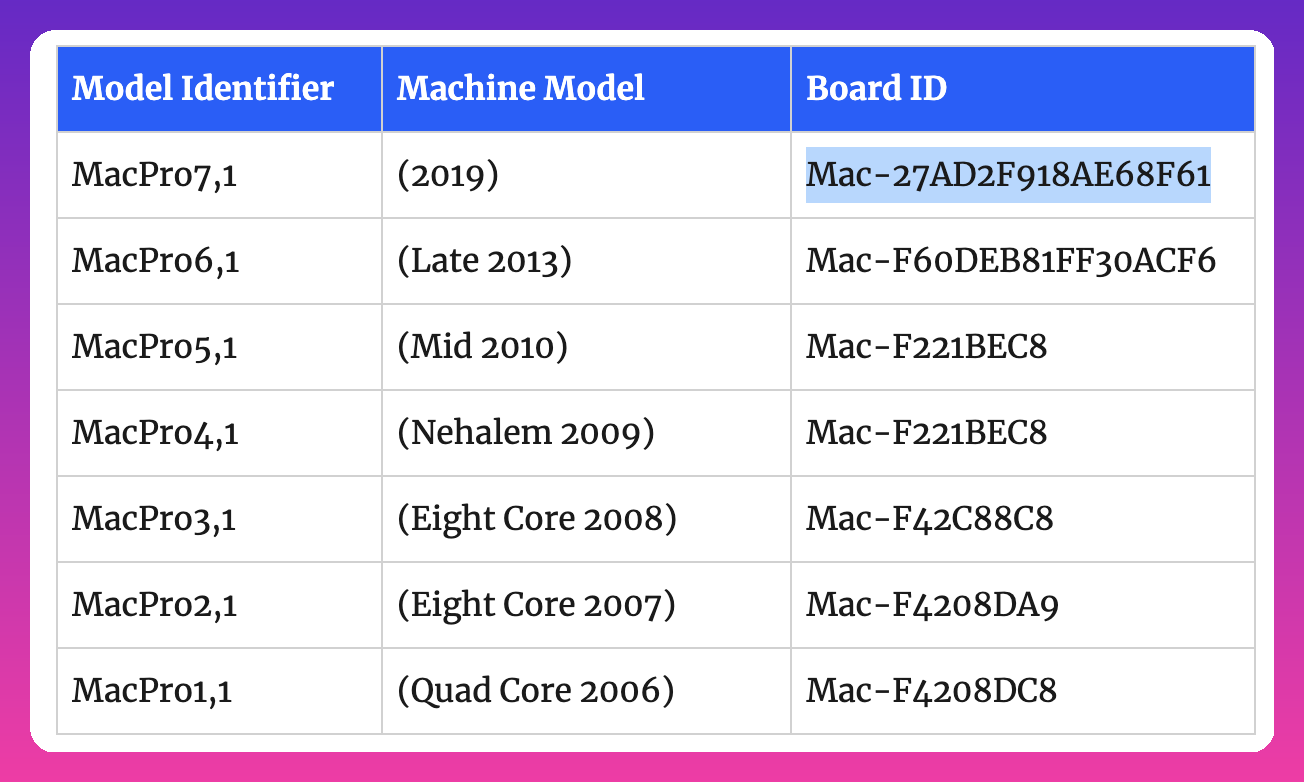 Model Identifier Machine Model Board ID
MacPro7,1 (2019) Mac-27AD2F918AE68F61
MacPro6,1 (Late 2013) Mac-F60DEB81FF30ACF6
MacPro5,1 (Mid 2010) Mac-F221BEC8
MacPro4,1 (Nehalem 2009) Mac-F221BEC8
MacPro3,1 (Eight Core 2008) Mac-F42C88C8
MacPro2,1 (Eight Core 2007) Mac-F4208DA9
MacPro1,1 (Quad Core 2006) Mac-F4208DC8